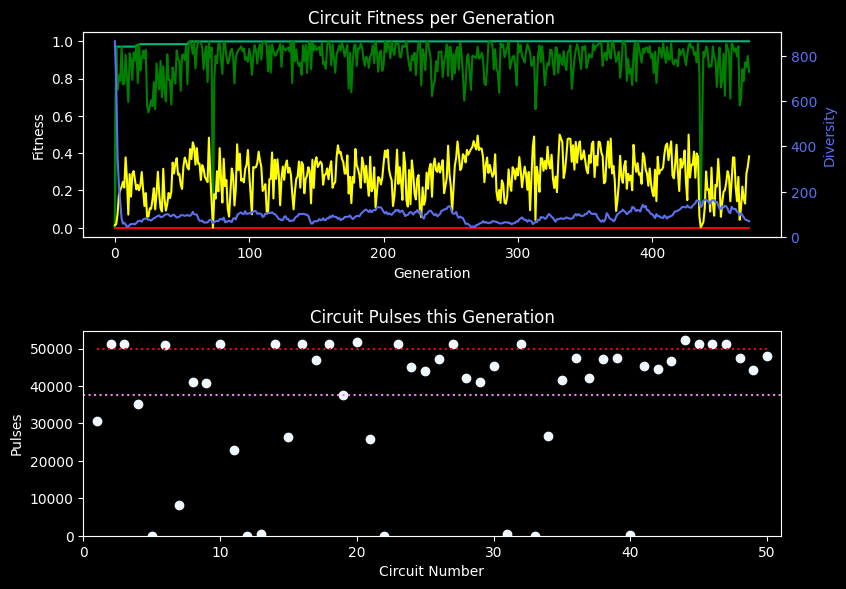 Circuit Fitness per Generation
1.0
0.8
0.6
0.4
0.2
0.0
Fitness
800
600
400
200
0
Diversity
0 100 200 300 400
Generation
Circuit Pulses this Generation
50000
40000
30000
20000
10000
0
Pulses
0 10 20 30 40 50
Circuit Number